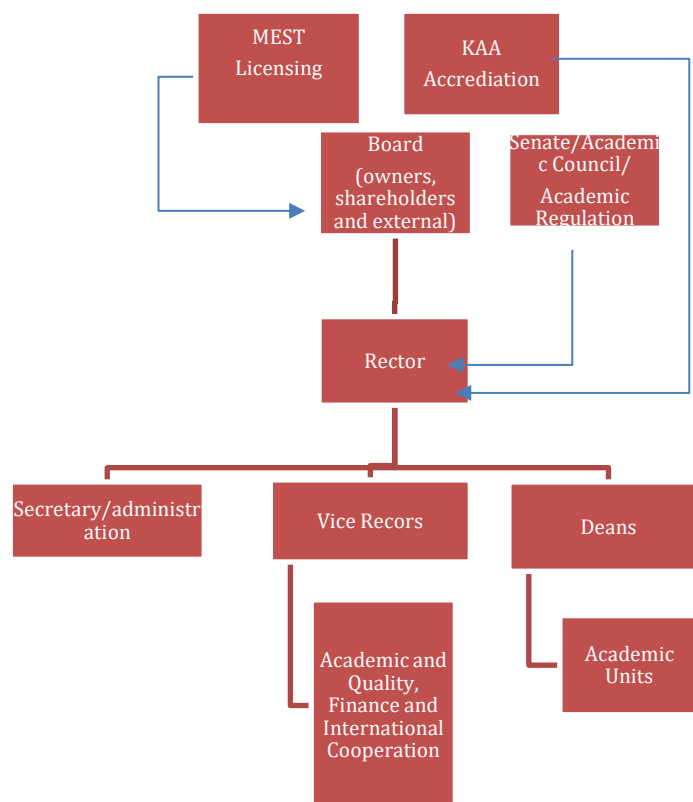 MEST
Licensing
KAA
Accrediation
Board
(owners,
shareholders
and external)
Senate/Academi
c Council/
Academic
Regulation
Rector
Secretary/administr
ation
Vice Recors
Deans
Academic and
Quality,
Finance and
International
Cooperation
Academic
Units